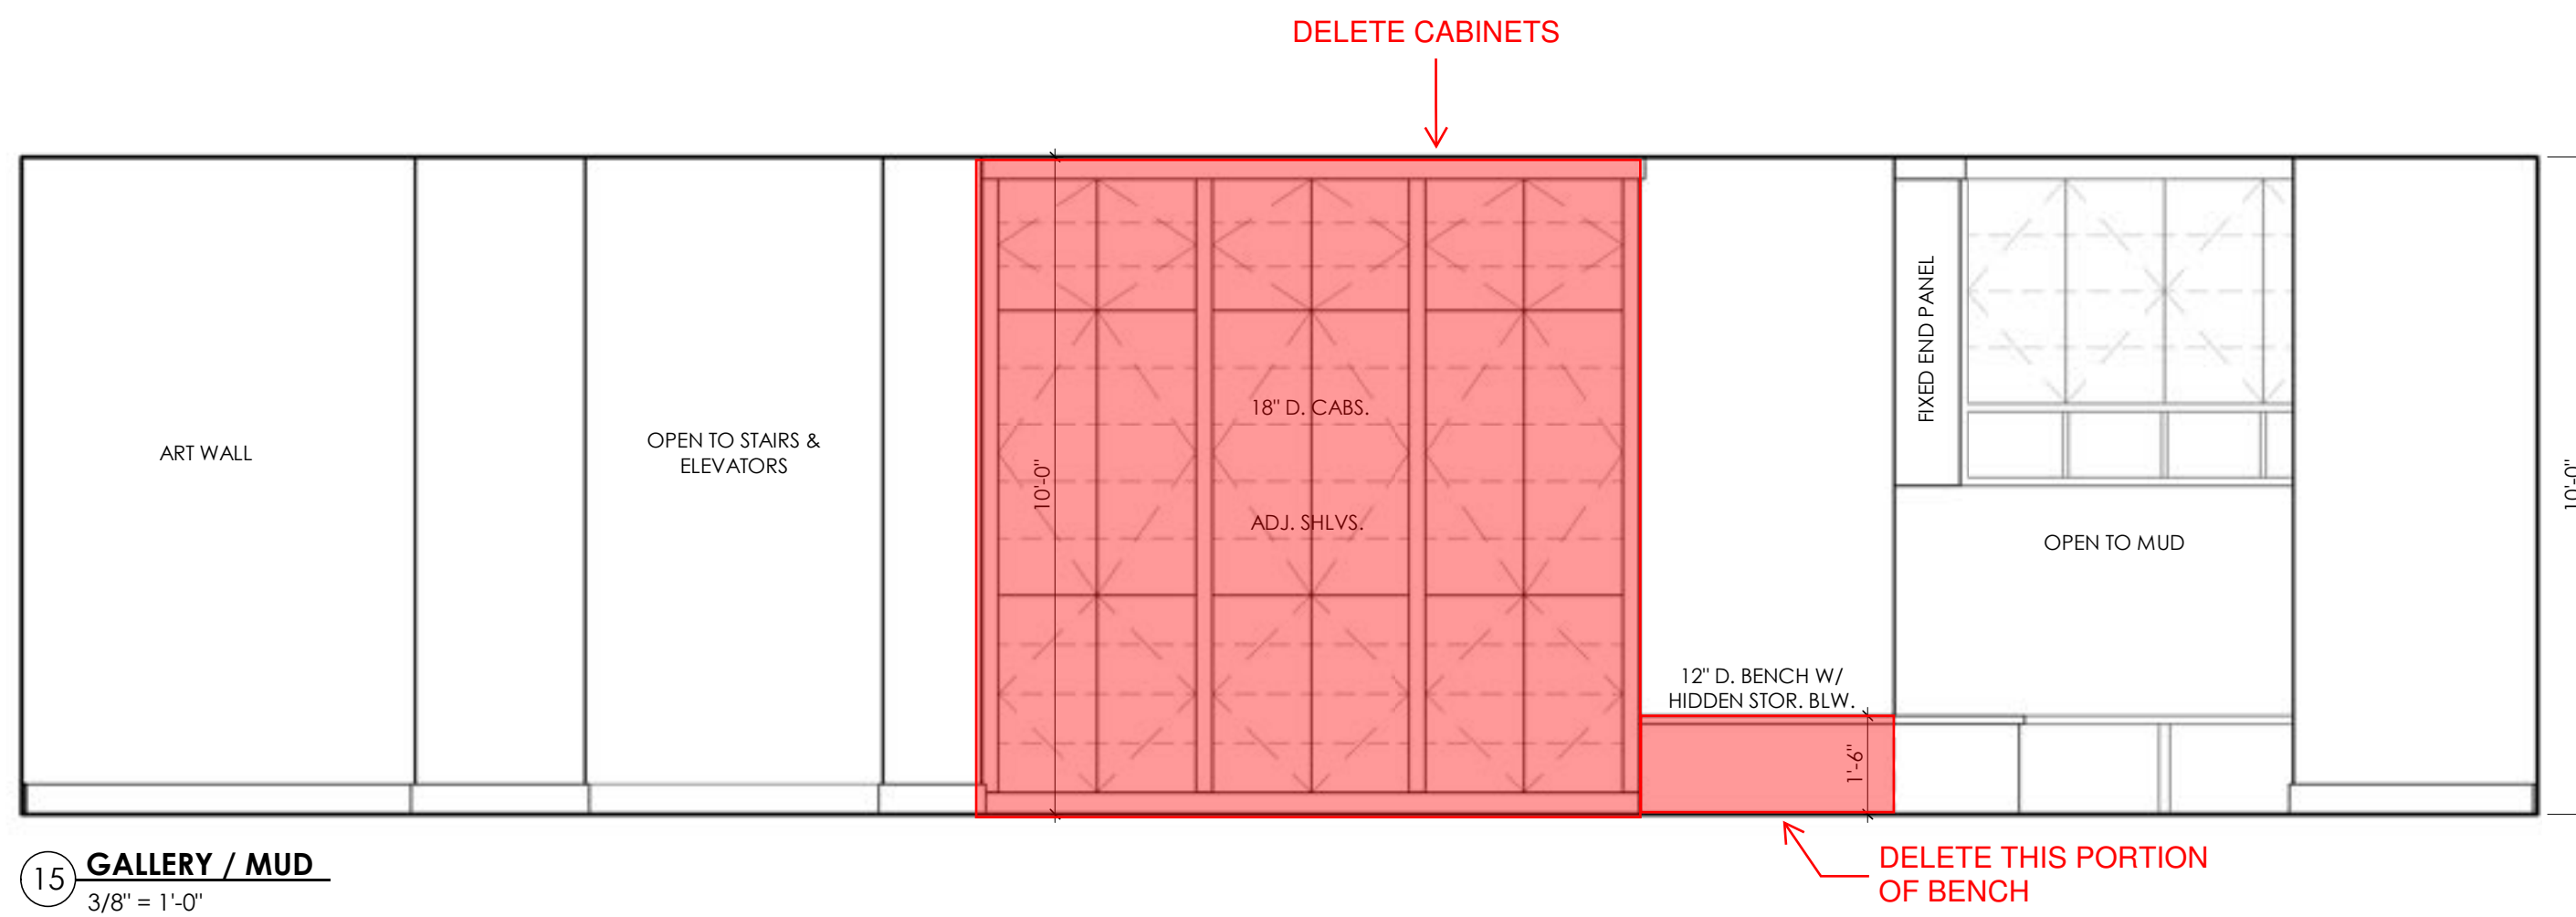 DELETE CABINETS
ART WALL
OPEN TO STAIRS &
ELEVATORS
10'-0"
18" D. CABS.
ADJ. SHLVS.
12" D. BENCH W/
HIDDEN STOR. BLW.
1'-6"
FIXED END PANEL
OPEN TO MUD
10'-0"
DELETE THIS PORTION
OF BENCH
15 GALLERY / MUD
3/8" = 1'-0"